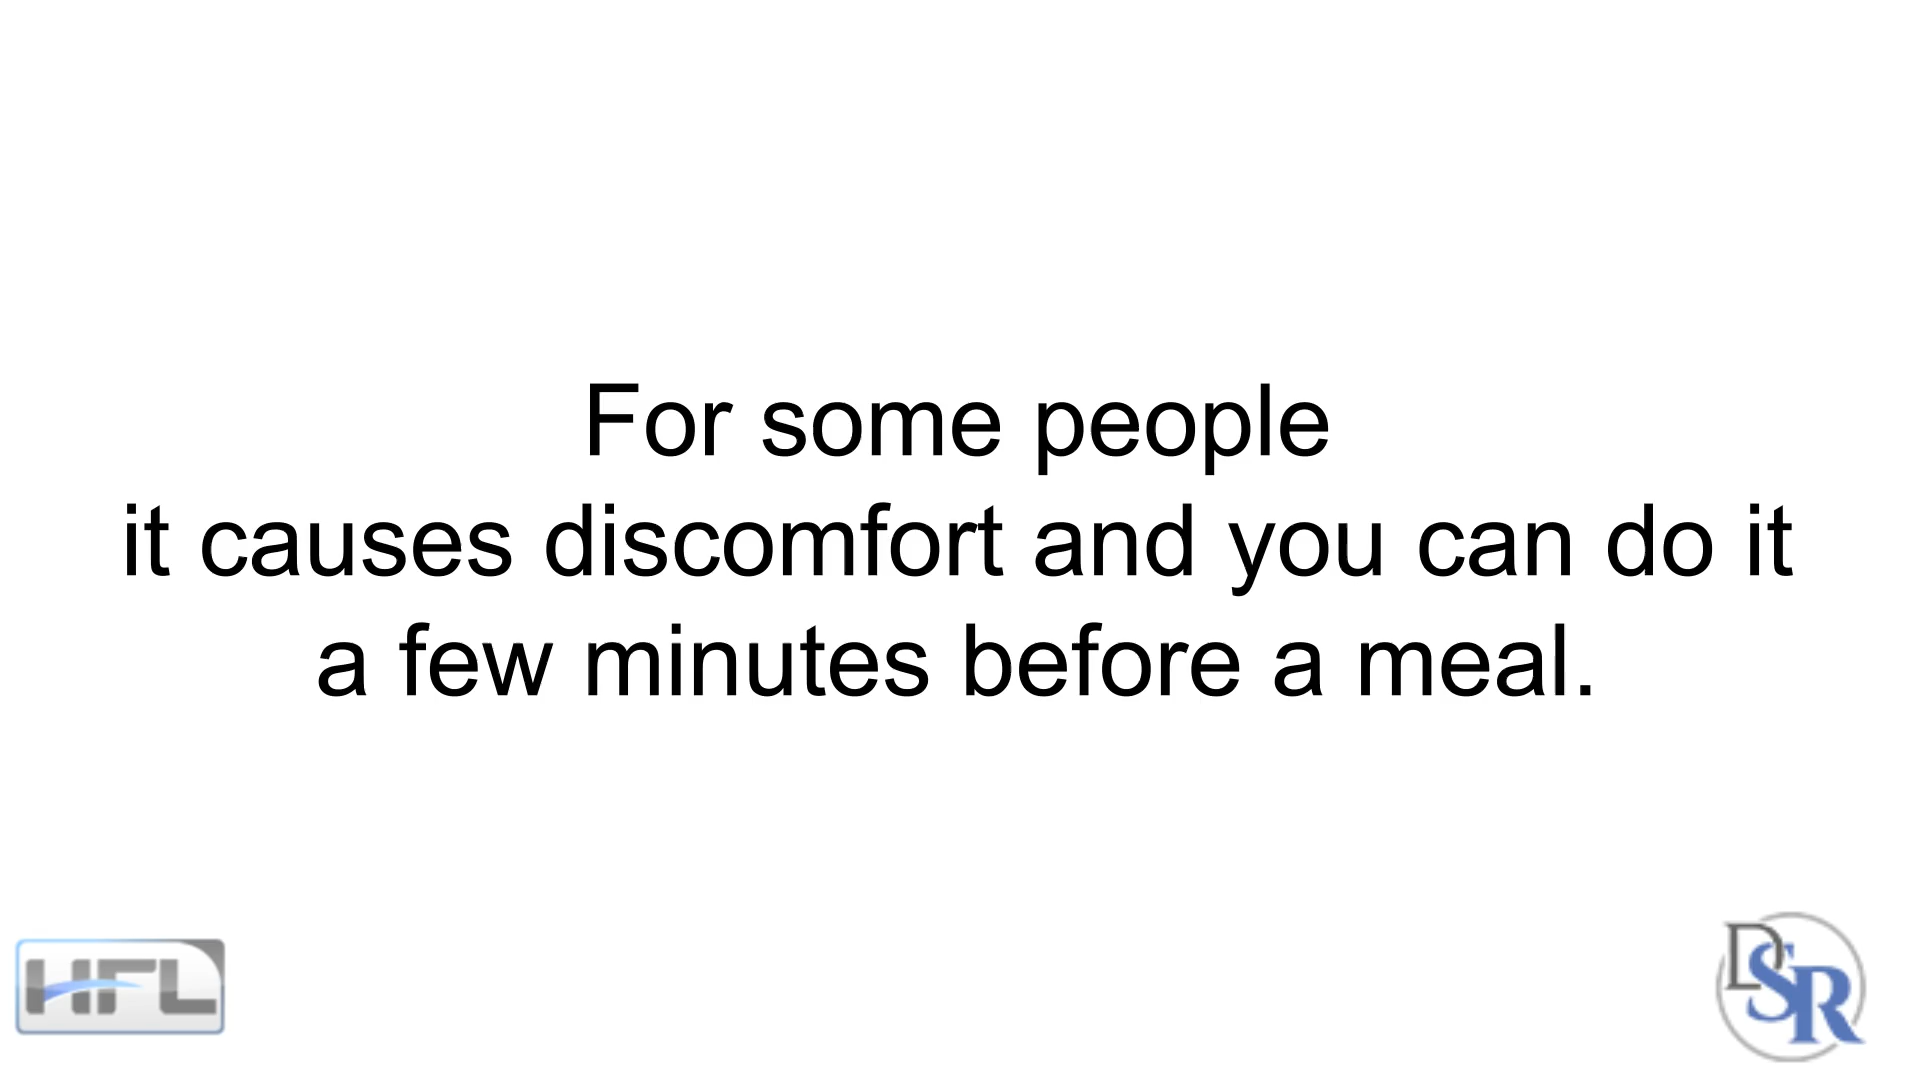 For some people
it causes discomfort and you can do it
a few minutes before a meal.
HFL
DSR